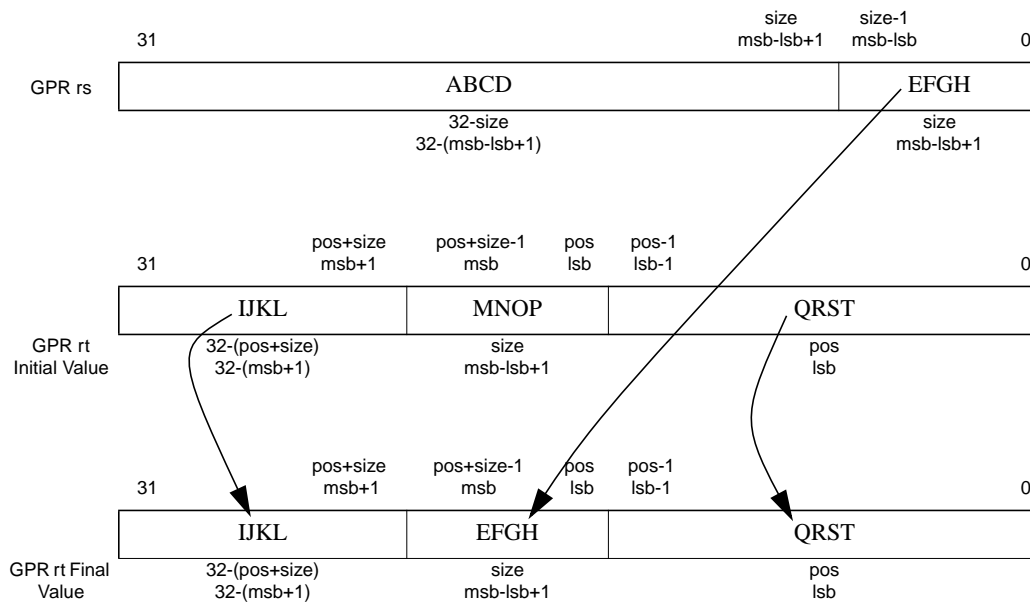 31 size size-1 0
msb-lsb+1 msb-lsb
GPR rs ABCD EFGH
32-size size
32-(msb-lsb+1) msb-lsb+1
pos+size pos+size-1 pos pos-1
31 msb+1 msb lsb lsb-1 0
IJKL MNOP QRST
GPR rt 32-(pos+size) size pos
Initial Value 32-(msb+1) msb-lsb+1 lsb
pos+size pos+size-1 pos pos-1
31 msb+1 msb lsb lsb-1 0
IJKL EFGH QRST
GPR rt Final 32-(pos+size) size pos
Value 32-(msb+1) msb-lsb+1 lsb